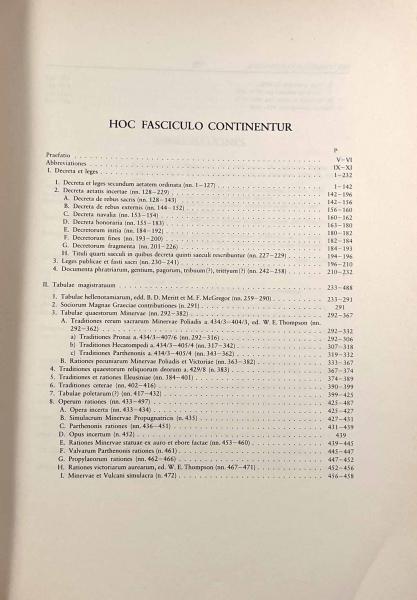 HOC FASCICULO CONTINENTUR
P
Praefatio V–VI
Abbreviationes IX–XI
I. Decreta et leges 1–232
1. Decreta et leges secundum aetatem ordinata (nn. 1–127) 1–142
2. Decreta aetatis incertae (nn. 128–229) 142–196
A. Decreta de rebus sacris (nn. 128–143) 142–156
B. Decreta de rebus externis (nn. 144–152) 156–160
C. Decreta navalia (nn. 153–154) 160–162
D. Decreta honoraria (nn. 155–183) 163–180
E. Decretorum initia (nn. 184–192) 180–182
F. Decretorum fines (nn. 193–200) 182–184
G. Decretorum fragmenta (nn. 201–226) 184–193
H. Tituli quarti saeculi in quibus decreta quinti saeculi rescribuntur (nn. 227–229) 194–196
3. Leges publicae et fasti sacri (nn. 230–241) 196–210
4. Documenta phratriarum, gentium, pagorum, tribuum(?), trittyum(?) (nn. 242–258) 210–232
II. Tabulae magistratuum 233–488
1. Tabulae hellenotamiarum, edd. B. D. Meritt et M. F. McGregor (nn. 259–290) 233–291
2. Sociorum Magnae Graeciae contributiones (n. 291) 291
3. Tabulae quaestorum Minervae (nn. 292–382) 292–367
A. Traditiones rerum sacrarum Minervae Poliadis a. 434/3–404/3, ed. W. E. Thompson (nn.
292–362) 292–332
a) Traditiones Pronai a. 434/3–407/6 (nn. 292–316) 292–306
b) Traditiones Hecatompedi a. 434/3–405/4 (nn. 317–342) 307–318
c) Traditiones Parthenonis a. 434/3–405/4 (nn. 343–362) 319–332
B. Rationes pecuniarum Minervae Poliadis et Victoriae (nn. 363–382) 333–367
4. Traditiones quaestorum reliquorum deorum a. 429/8 (n. 383) 367–374
5. Traditiones et rationes Eleusiniae (nn. 384–401) 374–389
6. Traditiones ceterae (nn. 402–416) 390–399
7. Tabulae poletarum(?) (nn. 417–432) 399–425
8. Operum rationes (nn. 433–497) 425–487
A. Opera incerta (nn. 433–434) 425–427
B. Simulacrum Minervae Propugnatricis (n. 435) 427–431
C. Parthenonis rationes (nn. 436–451) 431–439
D. Opus incertum (n. 452) 439
E. Rationes Minervae statuae ex auro et ebore factae (nn. 453–460) 439–445
F. Valvarum Parthenonis rationes (n. 461) 445–447
G. Propylaeorum rationes (nn. 462–466) 447–452
H. Rationes victoriarum aurearum, ed. W. E. Thompson (nn. 467–471) 452–456
I. Minervae et Vulcani simulacra (n. 472) 456–458